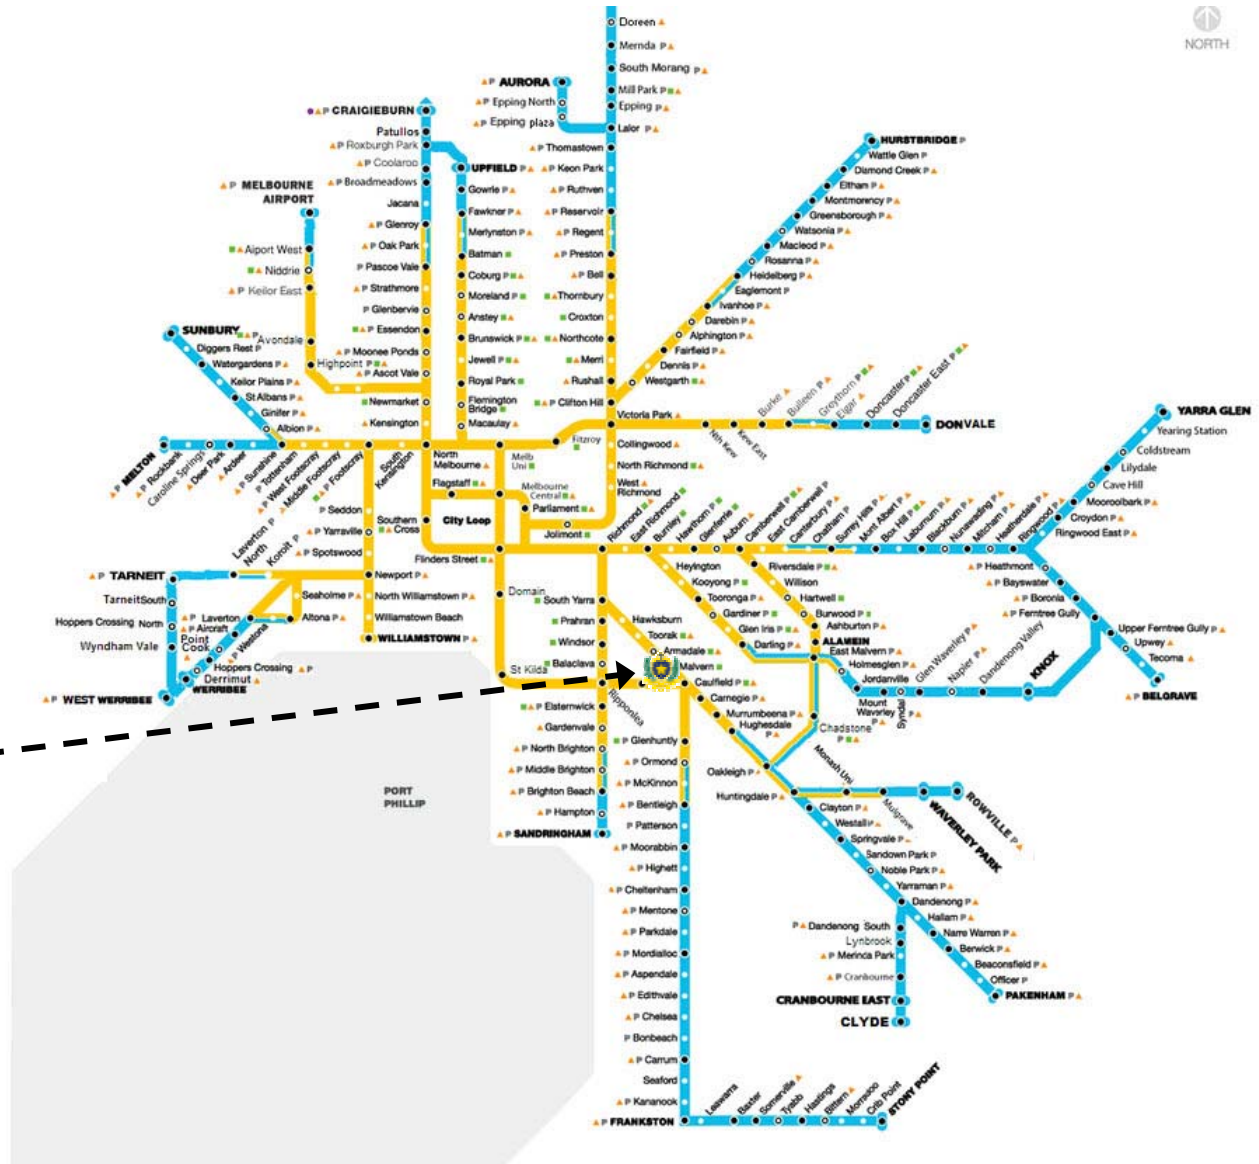 NORTH
Doreen
Mernda P
South Morang P
Mill Park P
Epping P
Lalor P
P AURORA
P Epping North
P Epping plaza
P Thomastown
P Keon Park
P Ruthven
P Reservoir
P Regent
P Preston
P Bell
Thornbury
Croxton
Northcote
Merri
Rushall
P Clifton Hill
P CRAIGIEBURN
Patullos
P Roxburgh Park
P Coolaroo
P Broadmeadows
Jacana
P Glenroy
P Oak Park
P Pascoe Vale
P Strathmore
P Glenbervie
P Essendon
P Moonee Ponds
P Ascot Vale
Newmarket
Kensington
UPFIELD P
Gowrie P
Fawkner P
Merlynston P
Batman
Coburg P
Moreland P
Anstey
Brunswick P
Jewell P
Royal Park
Flemington
Bridge
Macaulay
P MELBOURNE
AIRPORT
Aiport West
Niddrie
P Keilor East
P Avondale
Highpoint P
SUNBURY
Diggers Rest P
Watergardens P
Keilor Plains P
St Albans P
Ginifer P
Albion P
HURSTBRIDGE P
Wattle Glen P
Diamond Creek P
Eltham P
Montmorency P
Greensborough P
Watsonia P
Macleod P
Rosanna P
Heidelberg P
Eaglemont P
Ivanhoe P
Darebin P
Alphington P
Fairfield P
Dennis P
Westgarth
Victoria Park
Nth Kew
Kew East
Burke
Bulleen P
Greythorn P
Elgar
Doncaster P
Doncaster East P
DONVALE
Collingwood
North Richmond
West
Richmond
Fitzroy
Melb
Uni
P MELTON
P Rockbank
Caroline Springs
P Deer Park
P Ardeer
P Sunshine
P Tottenham
P West Footscray
Middle Footscray
P Footscray
South
Kensington
North
Melbourne
Flagstaff
Melbourne
Central
Parliament
Jolimont
City Loop
Southern
Cross
Flinders Street
P Seddon
P Yarraville
P Spotswood
Newport P
North Williamstown P
Williamstown Beach
WILLIAMSTOWN P
Seaholme P
Altona P
Laverton P
North
Koroit P
P TARNEIT
TarneitSouth
Hoppers Crossing North
Wyndham Vale
P WEST WERRIBEE
P Laverton
P Aircraft
Point
Cook
P Westona
Hoppers Crossing P
Derrimut
WERRIBEE
Domain
St Kilda
Richmond
East Richmond
Burnley
Hawthorn P
Glenferrie
Auburn
Camberwell P
East Camberwell P
Canterbury P
Chatham P
Surrey Hills P
Mont Albert P
Box Hill P
Laburnum P
Blackburn P
Nunawading P
Mitcham P
Heatherdale P
Ringwood P
YARRA GLEN
Yearing Station
Coldstream
Lilydale
Cave Hill
Mooroolbark P
Croydon P
Ringwood East P
P Heathmont
P Bayswater
P Boronia
P Ferntree Gully
Upper Ferntree Gully P
Upwey
Tecoma
P BELGRAVE
Heyington
Kooyong P
Tooronga P
Gardiner P
Glen Iris P
Darling P
Riversdale P
Willison
Hartwell
Burwood P
Ashburton P
ALAMEIN
East Malvern P
Holmesglen P
Jordanville
Mount
Waverley
P
Syndal
P
Glen Waverley P
Napier P
Dandenong Valley
KNOX
South Yarra
Prahran
Windsor
Balaclava
Ripponlea
P Elsternwick
Gardenvale
P North Brighton
P Middle Brighton
P Brighton Beach
P Hampton
P SANDRINGHAM
Hawksburn
Toorak
Armadale
Malvern
Caulfield P
Carnegie P
Murrumbeena P
Hughesdale
P
Oakleigh P
Huntingdale P
Chadstone
P
Monash Uni
Mulgrave
WAVERLEY PARK
ROWVILLE P
Clayton P
Westall P
Springvale P
Sandown Park P
Noble Park P
Yarraman P
Dandenong P
Hallam P
Narre Warren P
Berwick P
Beaconsfield P
Officer P
PAKENHAM P
P Dandenong South
Lynbrook
P Merinca Park
P Cranbourne
CRANBOURNE EAST
CLYDE
P Glenhuntly
P Ormond
P McKinnon
P Bentleigh
P Patterson
P Moorabbin
P Highett
P Cheltenham
P Mentone
P Parkdale
P Mordialloc
P Aspendale
P Edithvale
P Chelsea
P Bonbeach
P Carrum
Seaford
P Kananook
P FRANKSTON
Leawarra
Baxter
Somerville
Tyabb
Hastings
Bittern
Morradoo
Crib Point
STONY POINT
PORT
PHILLIP